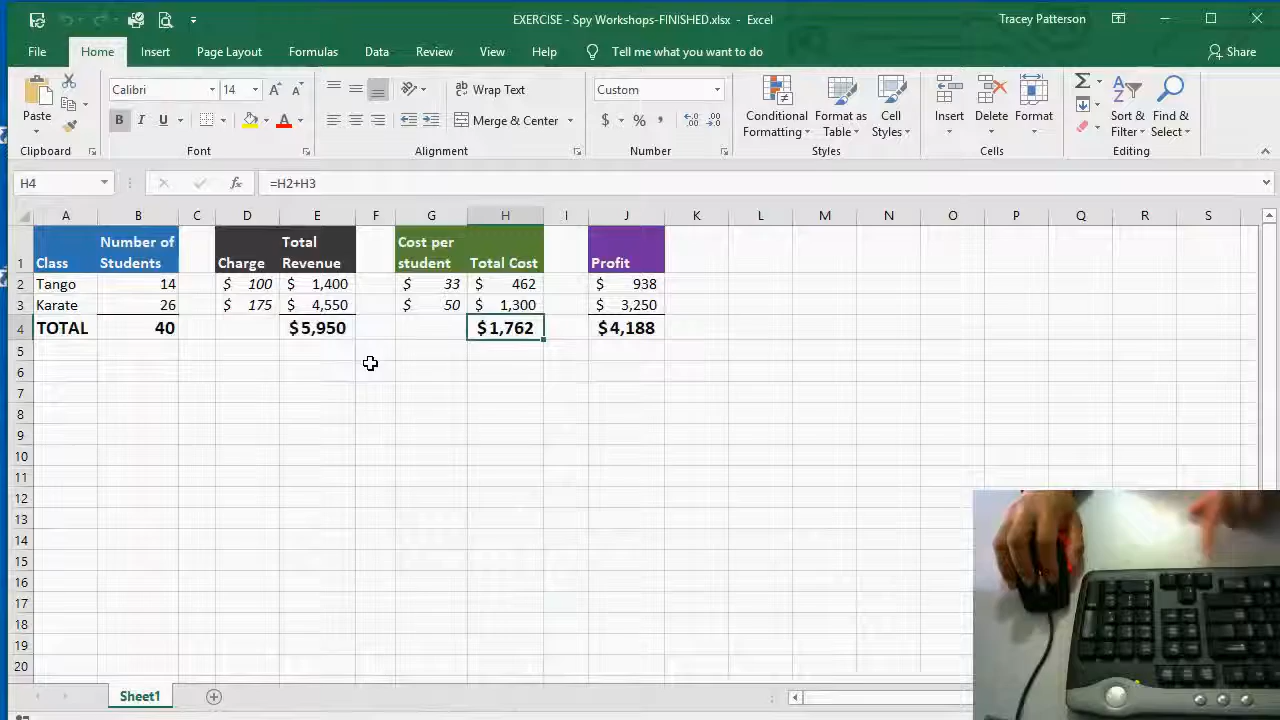 EXERCISE - Spy Workshops-FINISHED.xlsx - Excel
Tracey Patterson
File Home Insert Page Layout Formulas Data Review View Help Tell me what you want to do Share
Paste
Calibri 14
Wrap Text
Merge & Center
Custom
Conditional Formatting
Format as Table
Cell Styles
Insert Delete Format
Sort & Filter
Find & Select
Clipboard Font Alignment Number Styles Cells Editing
H4 fx =H2+H3
A B C D E F G H I J K L M N O P Q R S
1 Class Number of Students Charge Total Revenue Cost per student Total Cost Profit
2 Tango 14 $ 100 $ 1,400 $ 33 $ 462 $ 938
3 Karate 26 $ 175 $ 4,550 $ 50 $ 1,300 $ 3,250
4 TOTAL 40 $ 5,950 $ 1,762 $ 4,188
5
6
7
8
9
10
11
12
13
14
15
16
17
18
19
20
Sheet1